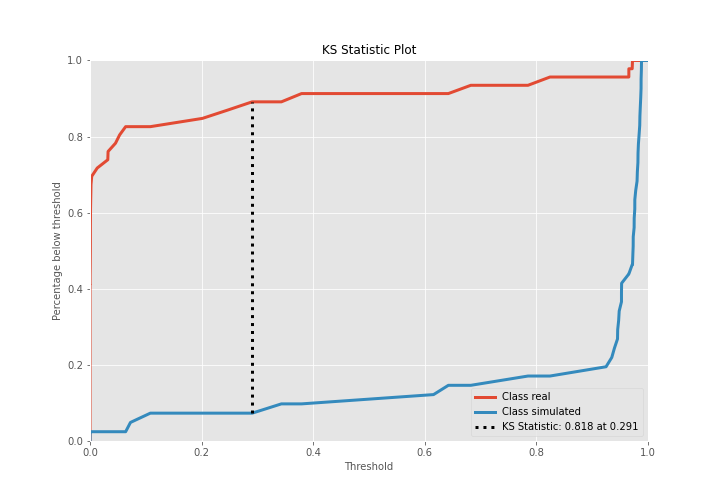 KS Statistic Plot
1.0
0.8
0.6
0.4
0.2
0.0
Percentage below threshold
0.0 0.2 0.4 0.6 0.8 1.0
Threshold
Class real
Class simulated
KS Statistic: 0.818 at 0.291